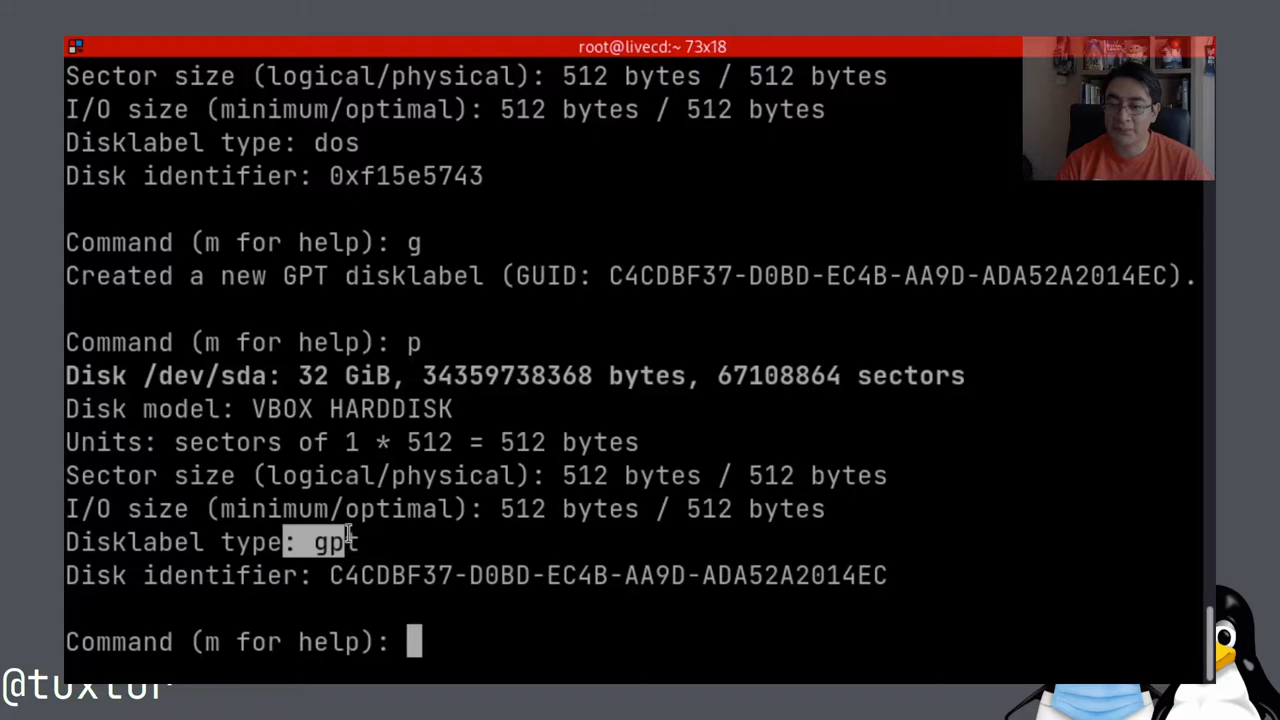 root@livecd:~ 73x18
Sector size (logical/physical): 512 bytes / 512 bytes
I/O size (minimum/optimal): 512 bytes / 512 bytes
Disklabel type: dos
Disk identifier: 0xf15e5743
Command (m for help): g
Created a new GPT disklabel (GUID: C4CDBF37-D0BD-EC4B-AA9D-ADA52A2014EC).
Command (m for help): p
Disk /dev/sda: 32 GiB, 34359738368 bytes, 67108864 sectors
Disk model: VBOX HARDDISK
Units: sectors of 1 * 512 = 512 bytes
Sector size (logical/physical): 512 bytes / 512 bytes
I/O size (minimum/optimal): 512 bytes / 512 bytes
Disklabel type: gpt
Disk identifier: C4CDBF37-D0BD-EC4B-AA9D-ADA52A2014EC
Command (m for help):